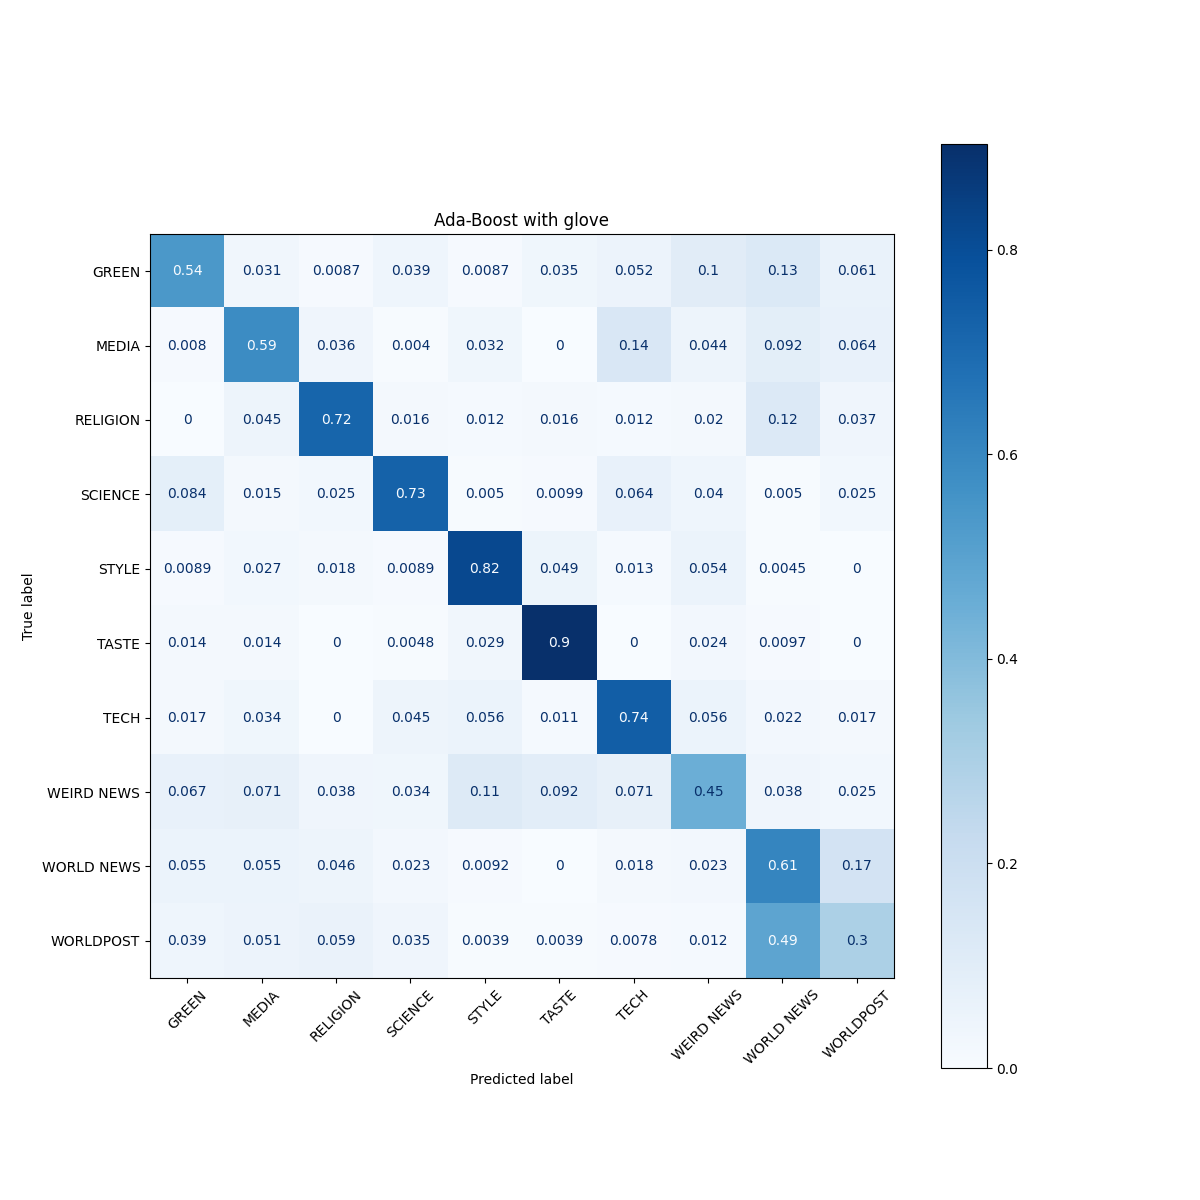 Ada-Boost with glove
GREEN 0.54 0.031 0.0087 0.039 0.0087 0.035 0.052 0.1 0.13 0.061
MEDIA 0.008 0.59 0.036 0.004 0.032 0 0.14 0.044 0.092 0.064
RELIGION 0 0.045 0.72 0.016 0.012 0.016 0.012 0.02 0.12 0.037
SCIENCE 0.084 0.015 0.025 0.73 0.005 0.0099 0.064 0.04 0.005 0.025
STYLE 0.0089 0.027 0.018 0.0089 0.82 0.049 0.013 0.054 0.0045 0
TASTE 0.014 0.014 0 0.0048 0.029 0.9 0 0.024 0.0097 0
TECH 0.017 0.034 0 0.045 0.056 0.011 0.74 0.056 0.022 0.017
WEIRD NEWS 0.067 0.071 0.038 0.034 0.11 0.092 0.071 0.45 0.038 0.025
WORLD NEWS 0.055 0.055 0.046 0.023 0.0092 0 0.018 0.023 0.61 0.17
WORLDPOST 0.039 0.051 0.059 0.035 0.0039 0.0039 0.0078 0.012 0.49 0.3
GREEN MEDIA RELIGION SCIENCE STYLE TASTE TECH WEIRD NEWS WORLD NEWS WORLDPOST
Predicted label
True label
0.8
0.6
0.4
0.2
0.0